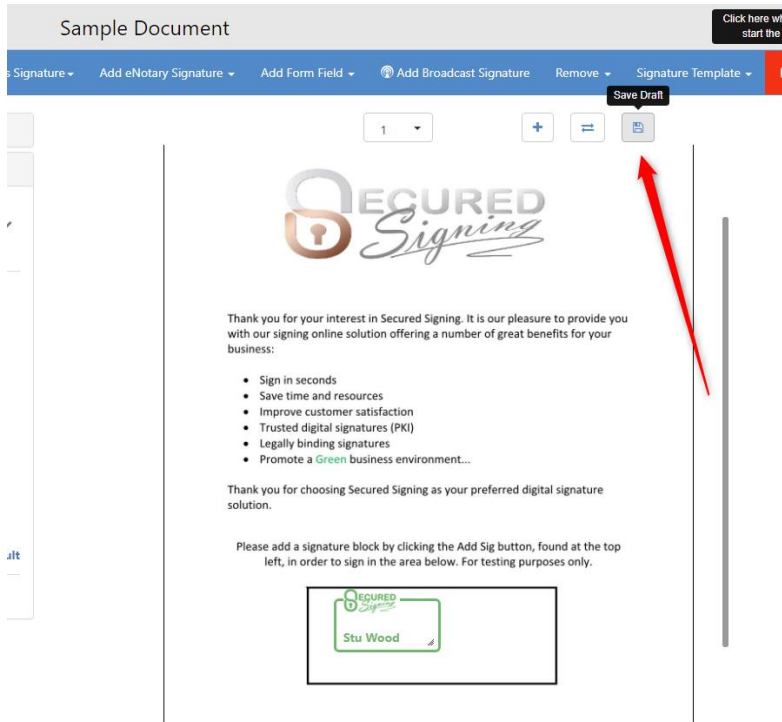 Sample Document
Click here wh
start the
s Signature
Add eNotary Signature
Add Form Field
Add Broadcast Signature
Remove
Signature Template
Save Draft
1
SECURED
Signing
Thank you for your interest in Secured Signing. It is our pleasure to provide you
with our signing online solution offering a number of great benefits for your
business:
• Sign in seconds
• Save time and resources
• Improve customer satisfaction
• Trusted digital signatures (PKI)
• Legally binding signatures
• Promote a Green business environment...
Thank you for choosing Secured Signing as your preferred digital signature
solution.
ult
Please add a signature block by clicking the Add Sig button, found at the top
left, in order to sign in the area below. For testing purposes only.
SECURED
Signing
Stu Wood